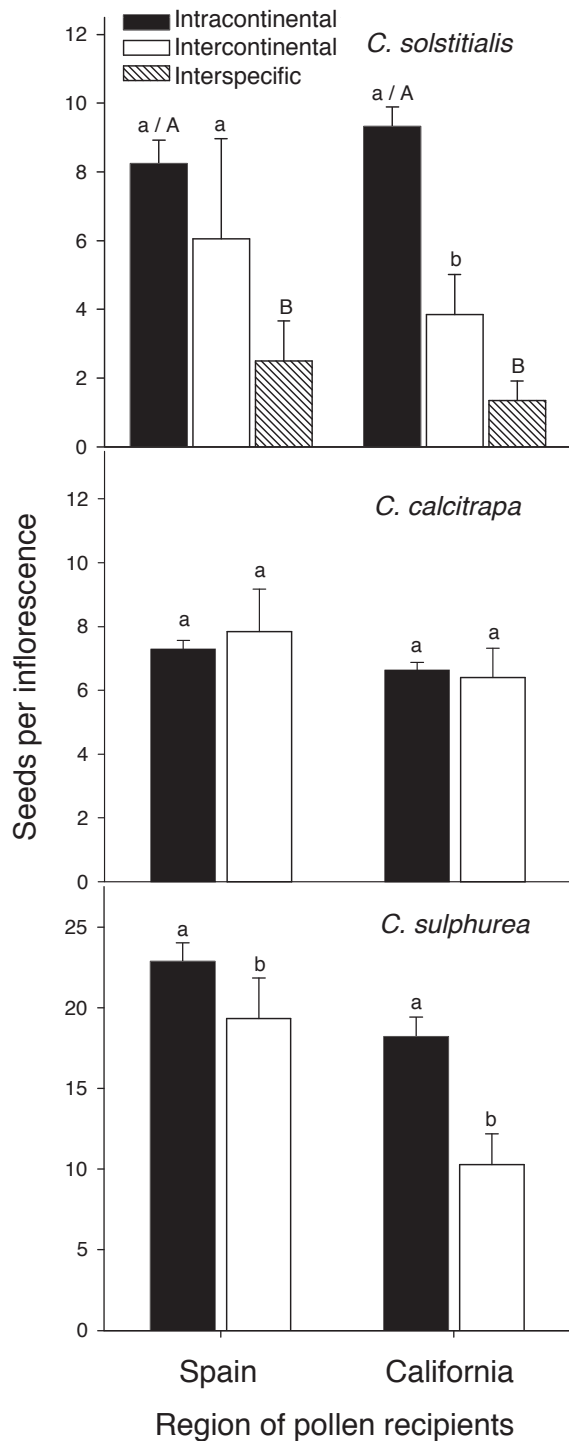 Intracontinental
Intercontinental
Interspecific
C. solstitialis
12
10
8
6
4
2
0
a / A
a
B
a / A
b
B
C. calcitrapa
12
10
8
6
4
2
0
a
a
a
a
Seeds per inflorescence
C. sulphurea
25
20
15
10
5
0
a
b
a
b
Spain California
Region of pollen recipients